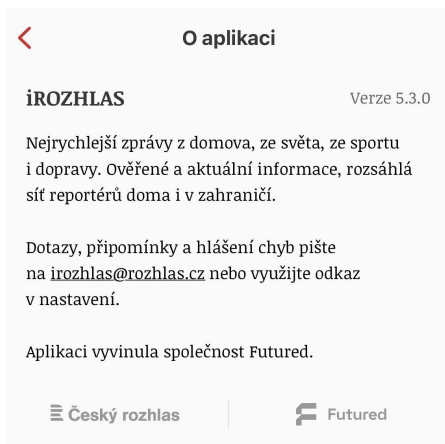 O aplikaci
iROZHLAS
Verze 5.3.0
Nejrychlejší zprávy z domova, ze světa, ze sportu
i dopravy. Ověřené a aktuální informace, rozsáhlá
síť reportérů doma i v zahraničí.
Dotazy, připomínky a hlášení chyb pište
na irozhlas@rozhlas.cz nebo využijte odkaz
v nastavení.
Aplikaci vyvinula společnost Futured.
Český rozhlas
Futured